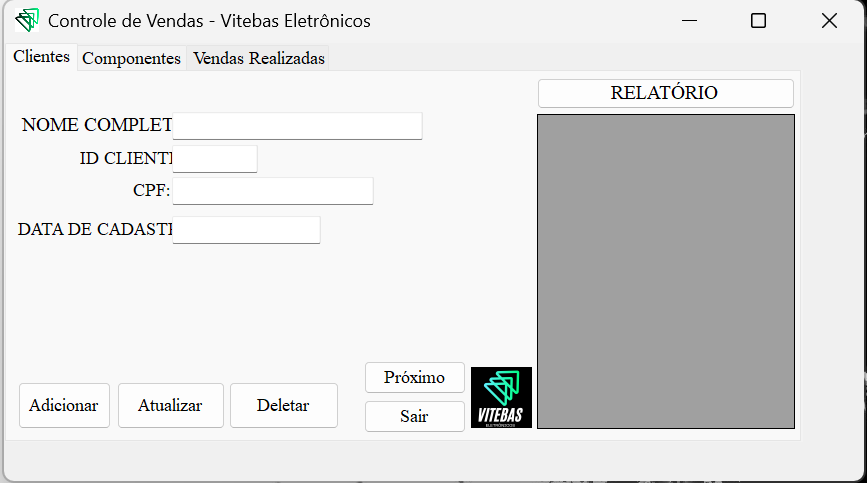 Controle de Vendas - Vitebas Eletrônicos
Clientes Componentes Vendas Realizadas
RELATÓRIO
NOME COMPLET
ID CLIENT
CPF:
DATA DE CADAST
Próximo
Adicionar Atualizar Deletar
Sair
VITEBAS
ELETRÔNICOS